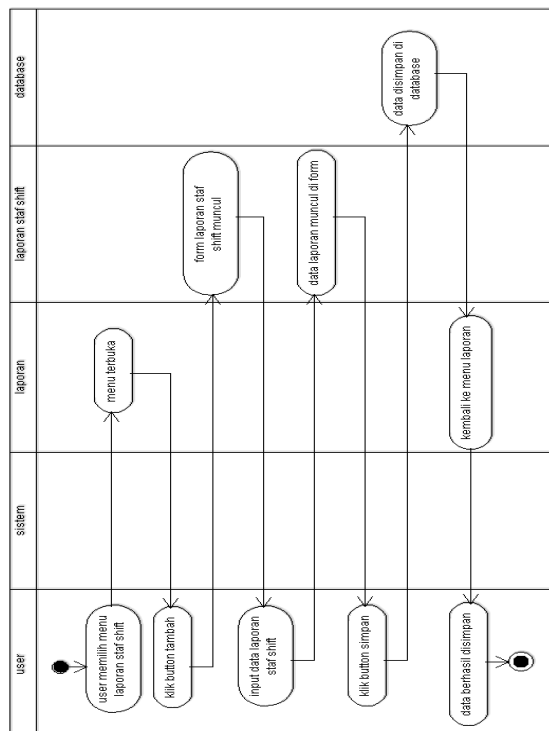 user
sistem
laporan
laporan staf shift
database
user memilih menu
laporan staf shift
menu terbuka
klik button tambah
form laporan staf
shift muncul
input data laporan
staf shift
data laporan muncul di form
klik button simpan
data disimpan di
database
kembali ke menu laporan
data berhasil disimpan